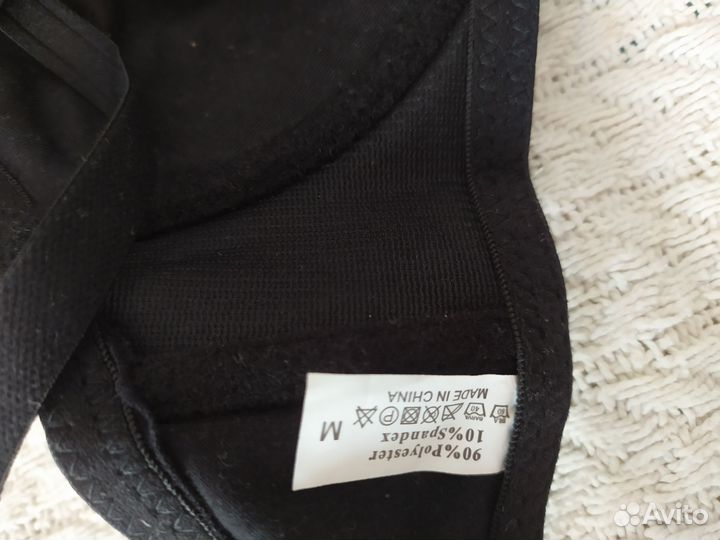 90%Polyester
10%Spandex
M
MADE IN CHINA
Avito